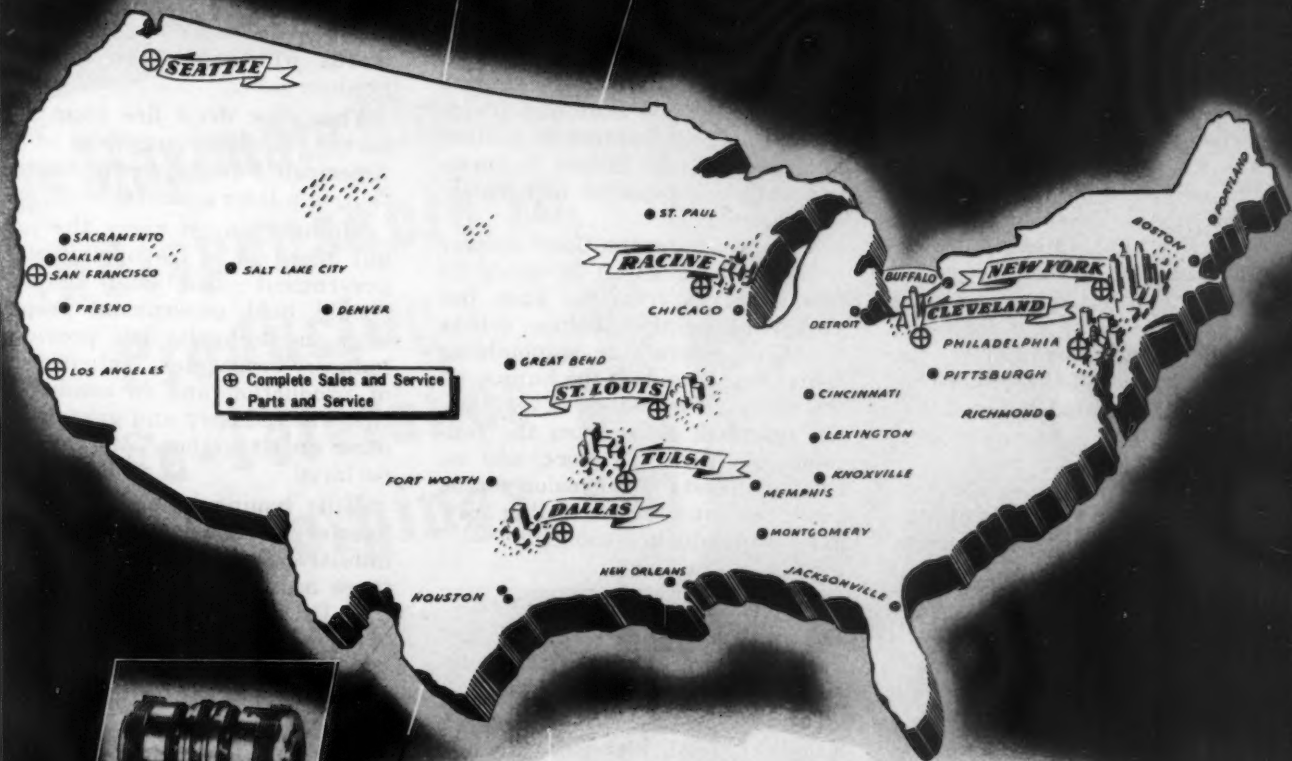 SEATTLE
PORTLAND
ST. PAUL
BOSTON
SACRAMENTO
OAKLAND
SAN FRANCISCO
SALT LAKE CITY
RACINE
BUFFALO
NEW YORK
FRESNO
DENVER
CHICAGO
DETROIT
CLEVELAND
PHILADELPHIA
LOS ANGELES
GREAT BEND
PITTSBURGH
⊕ Complete Sales and Service
• Parts and Service
ST. LOUIS
CINCINNATI
RICHMOND
LEXINGTON
TULSA
FORT WORTH
KNOXVILLE
MEMPHIS
DALLAS
MONTGOMERY
NEW ORLEANS
JACKSONVILLE
HOUSTON